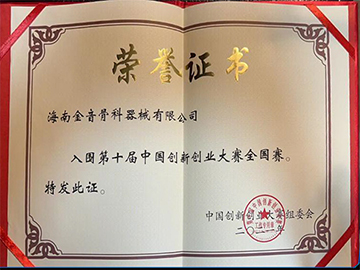 荣誉证书
海南金音骨科器械有限公司
入围第十届中国创新创业大赛全国赛。
特发此证。
中国创新创业大赛组委会